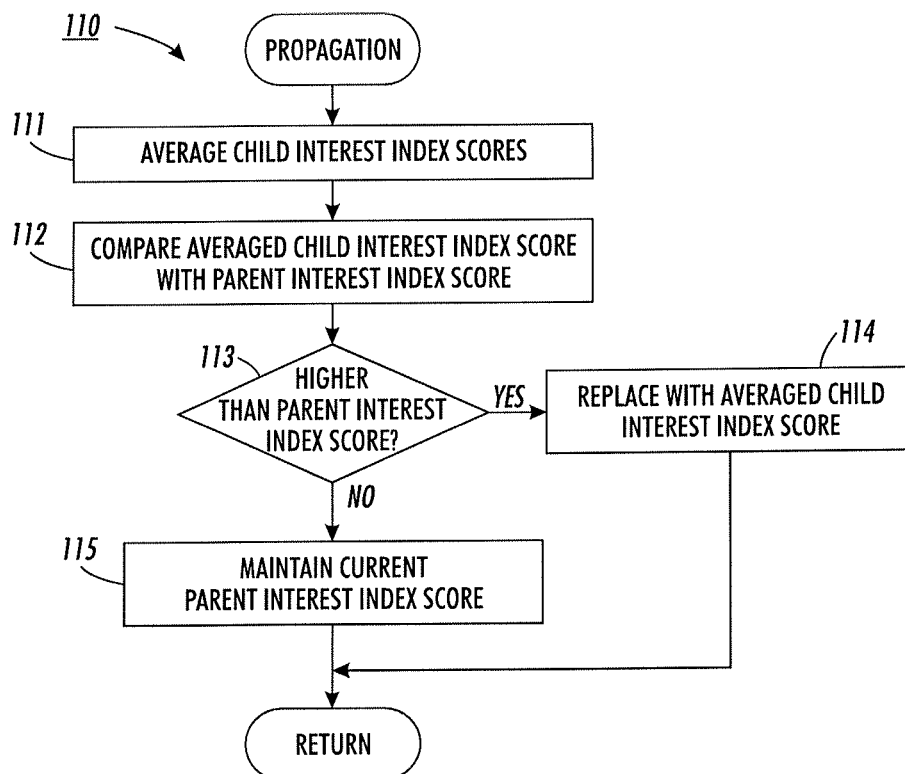 110
PROPAGATION
111
AVERAGE CHILD INTEREST INDEX SCORES
112
COMPARE AVERAGED CHILD INTEREST INDEX SCORE
WITH PARENT INTEREST INDEX SCORE
113
HIGHER
THAN PARENT INTEREST
INDEX SCORE?
YES
114
REPLACE WITH AVERAGED CHILD
INTEREST INDEX SCORE
NO
115
MAINTAIN CURRENT
PARENT INTEREST INDEX SCORE
RETURN